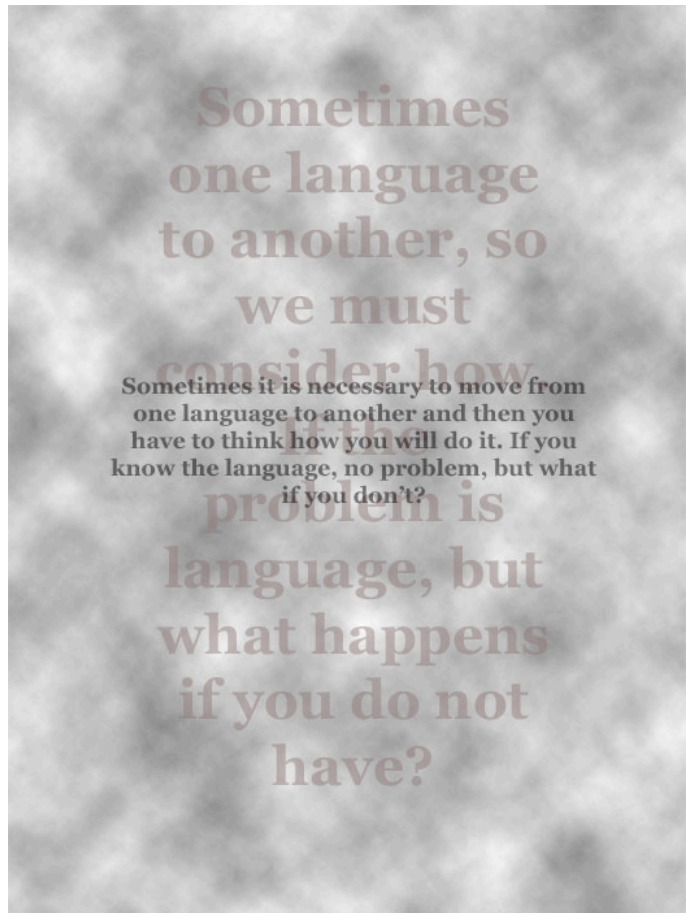 Sometimes
one language
to another, so
we must
consider how.
If the
problem is
language, but
what happens
if you do not
have?
Sometimes it is necessary to move from
one language to another and then you
have to think how you will do it. If you
know the language, no problem, but what
if you don’t?